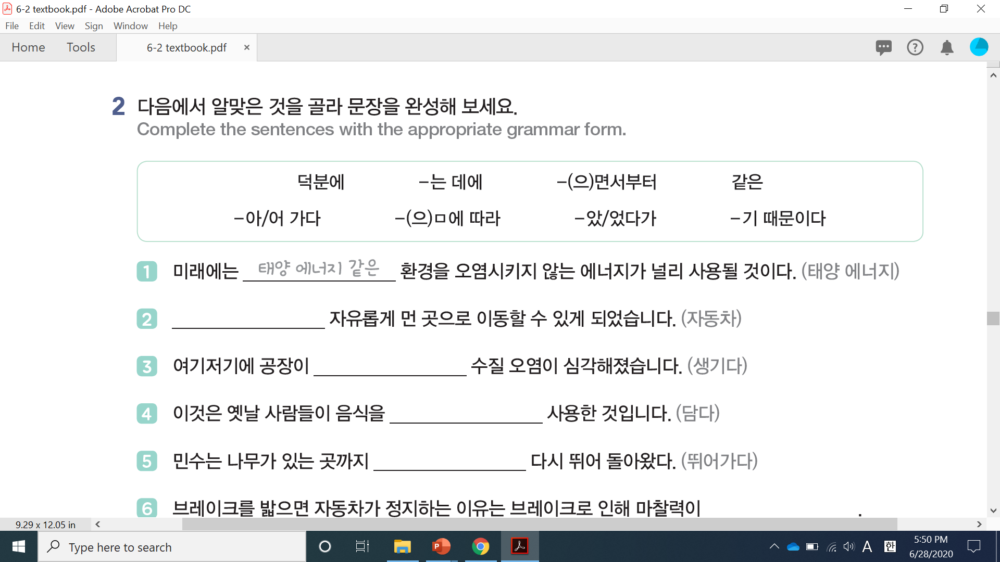 6-2 textbook.pdf - Adobe Acrobat Pro DC
File Edit View Sign Window Help
Home Tools 6-2 textbook.pdf ×
2 다음에서 알맞은 것을 골라 문장을 완성해 보세요.
Complete the sentences with the appropriate grammar form.
덕분에 –는 데에 –(으)면서부터 같은
–아/어 가다 –(으)ㅁ에 따라 –았/었다가 –기 때문이다
1 미래에는 태양 에너지 같은 환경을 오염시키지 않는 에너지가 널리 사용될 것이다. (태양 에너지)
2 ____________ 자유롭게 먼 곳으로 이동할 수 있게 되었습니다. (자동차)
3 여기저기에 공장이 ____________ 수질 오염이 심각해졌습니다. (생기다)
4 이것은 옛날 사람들이 음식을 ____________ 사용한 것입니다. (담다)
5 민수는 나무가 있는 곳까지 ____________ 다시 뛰어 돌아왔다. (뛰어가다)
6 브레이크를 밟으면 자동차가 정지하는 이유는 브레이크로 인해 마찰력이 .
9.29 x 12.05 in
Type here to search
A 한 5:50 PM
6/28/2020